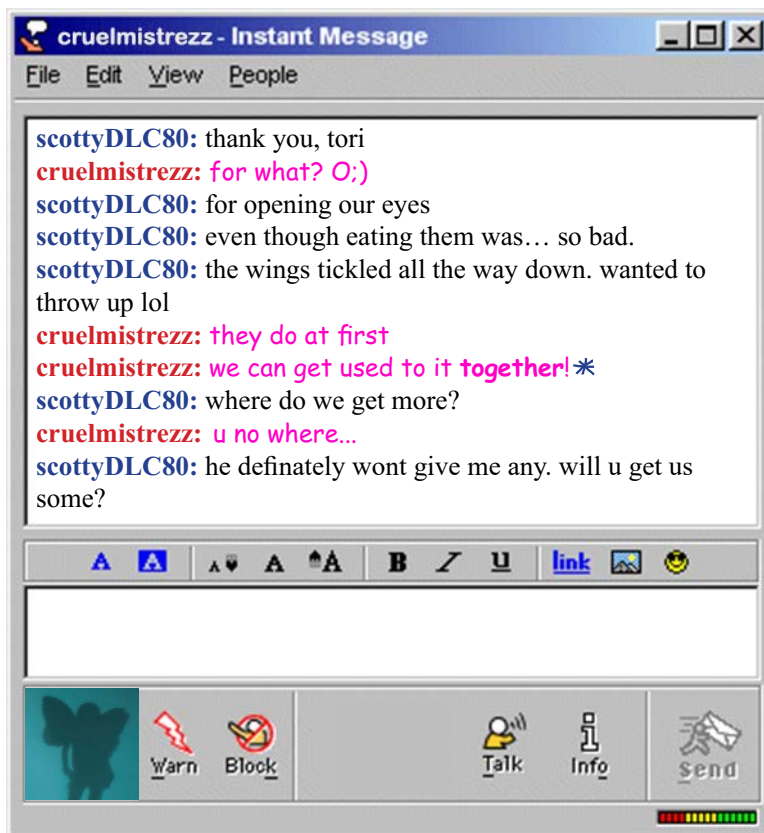 cruelmistrezz - Instant Message
File Edit View People
scottyDLC80: thank you, tori
cruelmistrezz: for what? O;)
scottyDLC80: for opening our eyes
scottyDLC80: even though eating them was… so bad.
scottyDLC80: the wings tickled all the way down. wanted to
throw up lol
cruelmistrezz: they do at first
cruelmistrezz: we can get used to it together!*
scottyDLC80: where do we get more?
cruelmistrezz: u no where...
scottyDLC80: he definately wont give me any. will u get us
some?
A A A A A B I U link
Warn Block Talk Info Send